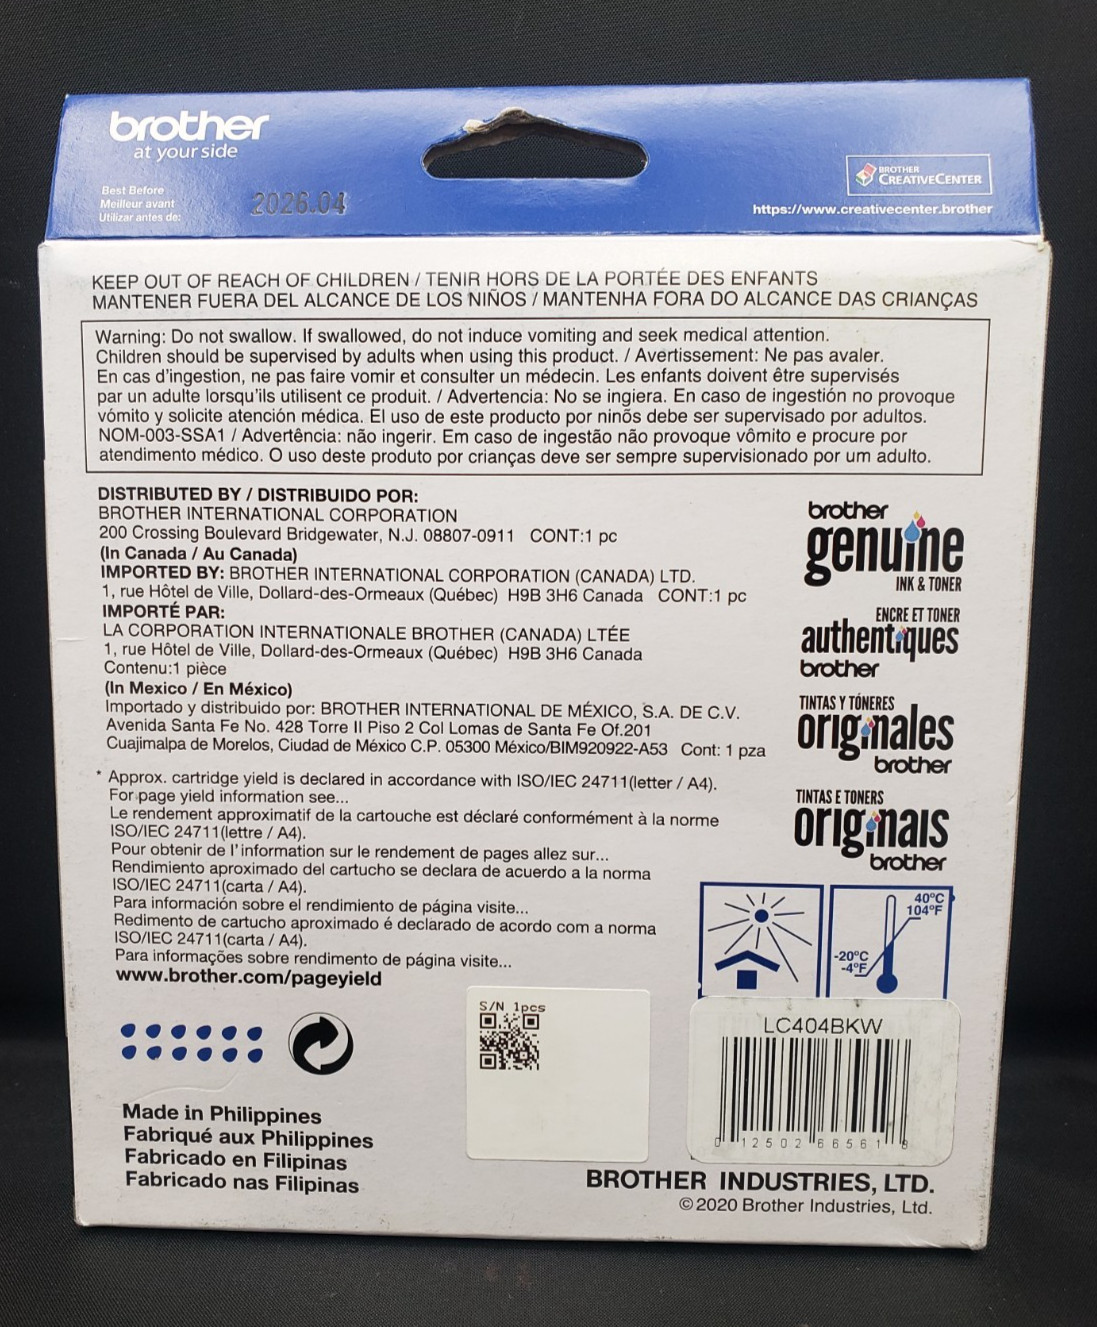 brother
at your side
Best Before
Meilleur avant
Utilizar antes de:
2026.04
BROTHER
CREATIVECENTER
https://www.creativecenter.brother
KEEP OUT OF REACH OF CHILDREN / TENIR HORS DE LA PORTÉE DES ENFANTS
MANTENER FUERA DEL ALCANCE DE LOS NIÑOS / MANTENHA FORA DO ALCANCE DAS CRIANÇAS
Warning: Do not swallow. If swallowed, do not induce vomiting and seek medical attention.
Children should be supervised by adults when using this product. / Avertissement: Ne pas avaler.
En cas d'ingestion, ne pas faire vomir et consulter un médecin. Les enfants doivent être supervisés
par un adulte lorsqu'ils utilisent ce produit. / Advertencia: No se ingiera. En caso de ingestión no provoque
vómito y solicite atención médica. El uso de este producto por ninõs debe ser supervisado por adultos.
NOM-003-SSA1 / Advertência: não ingerir. Em caso de ingestão não provoque vômito e procure por
atendimento médico. O uso deste produto por crianças deve ser sempre supervisionado por um adulto.
DISTRIBUTED BY / DISTRIBUIDO POR:
BROTHER INTERNATIONAL CORPORATION
200 Crossing Boulevard Bridgewater, N.J. 08807-0911 CONT:1 pc
(In Canada / Au Canada)
IMPORTED BY: BROTHER INTERNATIONAL CORPORATION (CANADA) LTD.
1, rue Hôtel de Ville, Dollard-des-Ormeaux (Québec) H9B 3H6 Canada CONT:1 pc
IMPORTÉ PAR:
LA CORPORATION INTERNATIONALE BROTHER (CANADA) LTÉE
1, rue Hôtel de Ville, Dollard-des-Ormeaux (Québec) H9B 3H6 Canada
Contenu:1 pièce
(In Mexico / En México)
Importado y distribuido por: BROTHER INTERNATIONAL DE MÉXICO, S.A. DE C.V.
Avenida Santa Fe No. 428 Torre II Piso 2 Col Lomas de Santa Fe Of.201
Cuajimalpa de Morelos, Ciudad de México C.P. 05300 México/BIM920922-A53 Cont: 1 pza
* Approx. cartridge yield is declared in accordance with ISO/IEC 24711(letter / A4).
For page yield information see...
Le rendement approximatif de la cartouche est déclaré conformément à la norme
ISO/IEC 24711(lettre / A4).
Pour obtenir de l'information sur le rendement de pages allez sur...
Rendimiento aproximado del cartucho se declara de acuerdo a la norma
ISO/IEC 24711(carta / A4).
Para información sobre el rendimiento de página visite...
Redimento de cartucho aproximado é declarado de acordo com a norma
ISO/IEC 24711(carta / A4).
Para informações sobre rendimento de página visite...
www.brother.com/pageyield
brother
genuine
INK & TONER
ENCRE ET TONER
authentiques
brother
TINTAS Y TÓNERES
originales
brother
TINTAS E TONERS
originais
brother
40°C
104°F
-20°C
-4°F
S/N 1pcs
LC404BKW
0 12502 66561 8
Made in Philippines
Fabriqué aux Philippines
Fabricado en Filipinas
Fabricado nas Filipinas
BROTHER INDUSTRIES, LTD.
©2020 Brother Industries, Ltd.